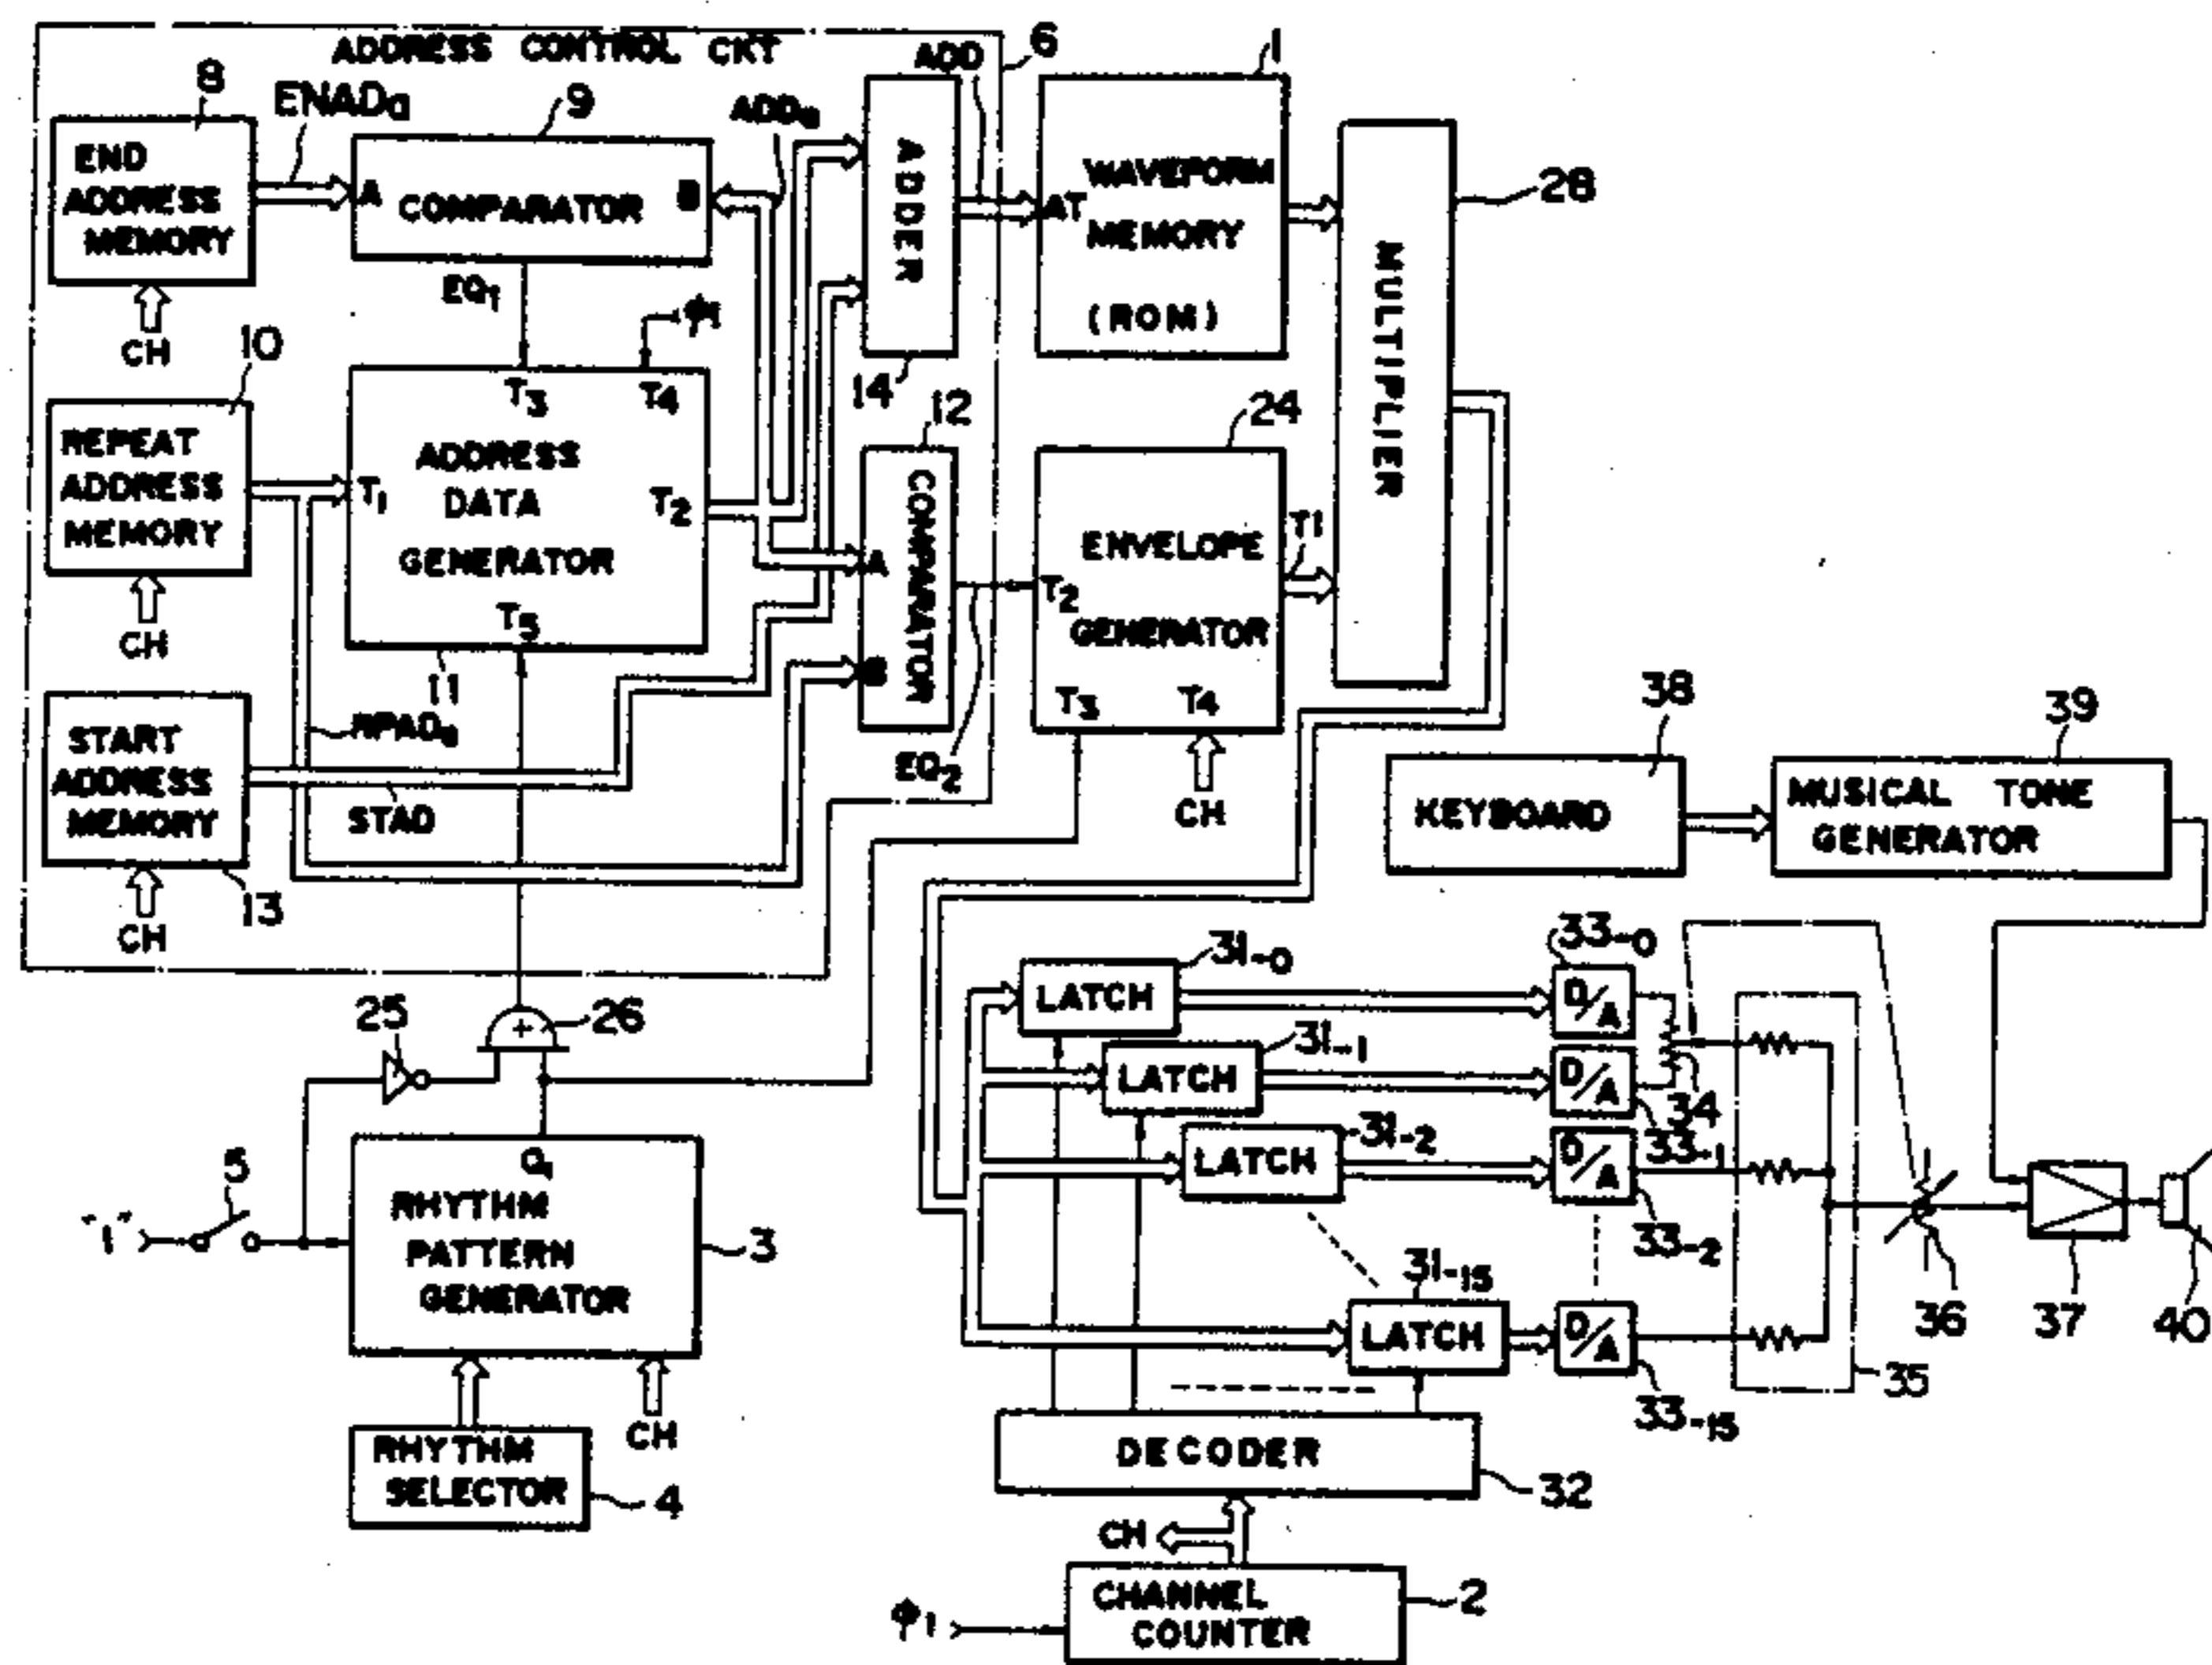 ADDRESS CONTROL CKT
8
ENADa
9
ADDa
ADD
6
1
END
ADDRESS
MEMORY
A
COMPARATOR
B
ADDER
AT
WAVEFORM
MEMORY
(ROM)
28
MULTIPLIER
CH
EQ1
14
10
REPEAT
ADDRESS
MEMORY
T3
T4
ADDRESS
DATA
GENERATOR
T1
T2
T5
11
12
COMPARATOR
A
B
24
ENVELOPE
GENERATOR
T1
T2
T3
T4
CH
CH
EQ2
START
ADDRESS
MEMORY
RPADa
STAD
13
CH
38
KEYBOARD
39
MUSICAL TONE
GENERATOR
25
26
31-0
LATCH
33-0
D/A
31-1
LATCH
D/A
34
33-1
31-2
LATCH
D/A
33-2
5
"1"
Q1
RHYTHM
PATTERN
GENERATOR
3
31-15
LATCH
D/A
33-15
35
36
37
40
CH
RHYTHM
SELECTOR
4
DECODER
32
CH
CHANNEL
COUNTER
2
φ1